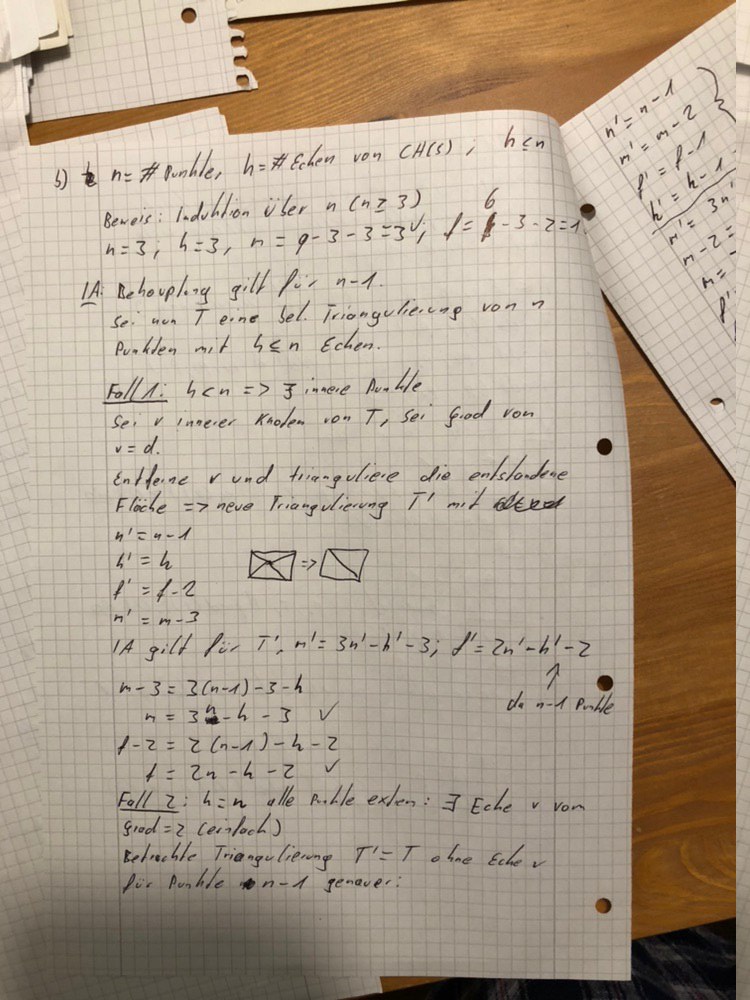 b) n = # Punkte, h = # Ecken von CH(S) ; h ≤ n
Beweis: Induktion über n (n ≥ 3)
n=3 ; h=3, m = 9-3-3=3 ✓; f = 6-3-2=1
IA: Behauptung gilt für n-1.
Sei nun T eine bel. Triangulierung von n
Punkten mit h ≤ n Ecken.
Fall 1: h < n => ∃ innere Punkte
Sei v innerer Knoten von T, sei Grad von
v = d.
Entferne v und trianguliere die entstandene
Fläche => neue Triangulierung T' mit
n' = n-1
h' = h
=>
f' = f-2
m' = m-3
IA gilt für T', m' = 3n'-h'-3; f' = 2n'-h'-2
↑
da n-1 Punkte
m-3 = 3(n-1)-3-h
m = 3n-h-3 ✓
f-2 = 2(n-1)-h-2
f = 2n-h-2 ✓
Fall 2: h=n alle Punkte extrem: ∃ Ecke v vom
Grad = 2 (einfach)
Betrachte Triangulierung T' = T ohne Ecke v
für Punkte n-1 genauer:
n' = n-1
m' = m-2
f' = f-1
h' = h-1
m' = 3n'
m-2 =
m =
f'